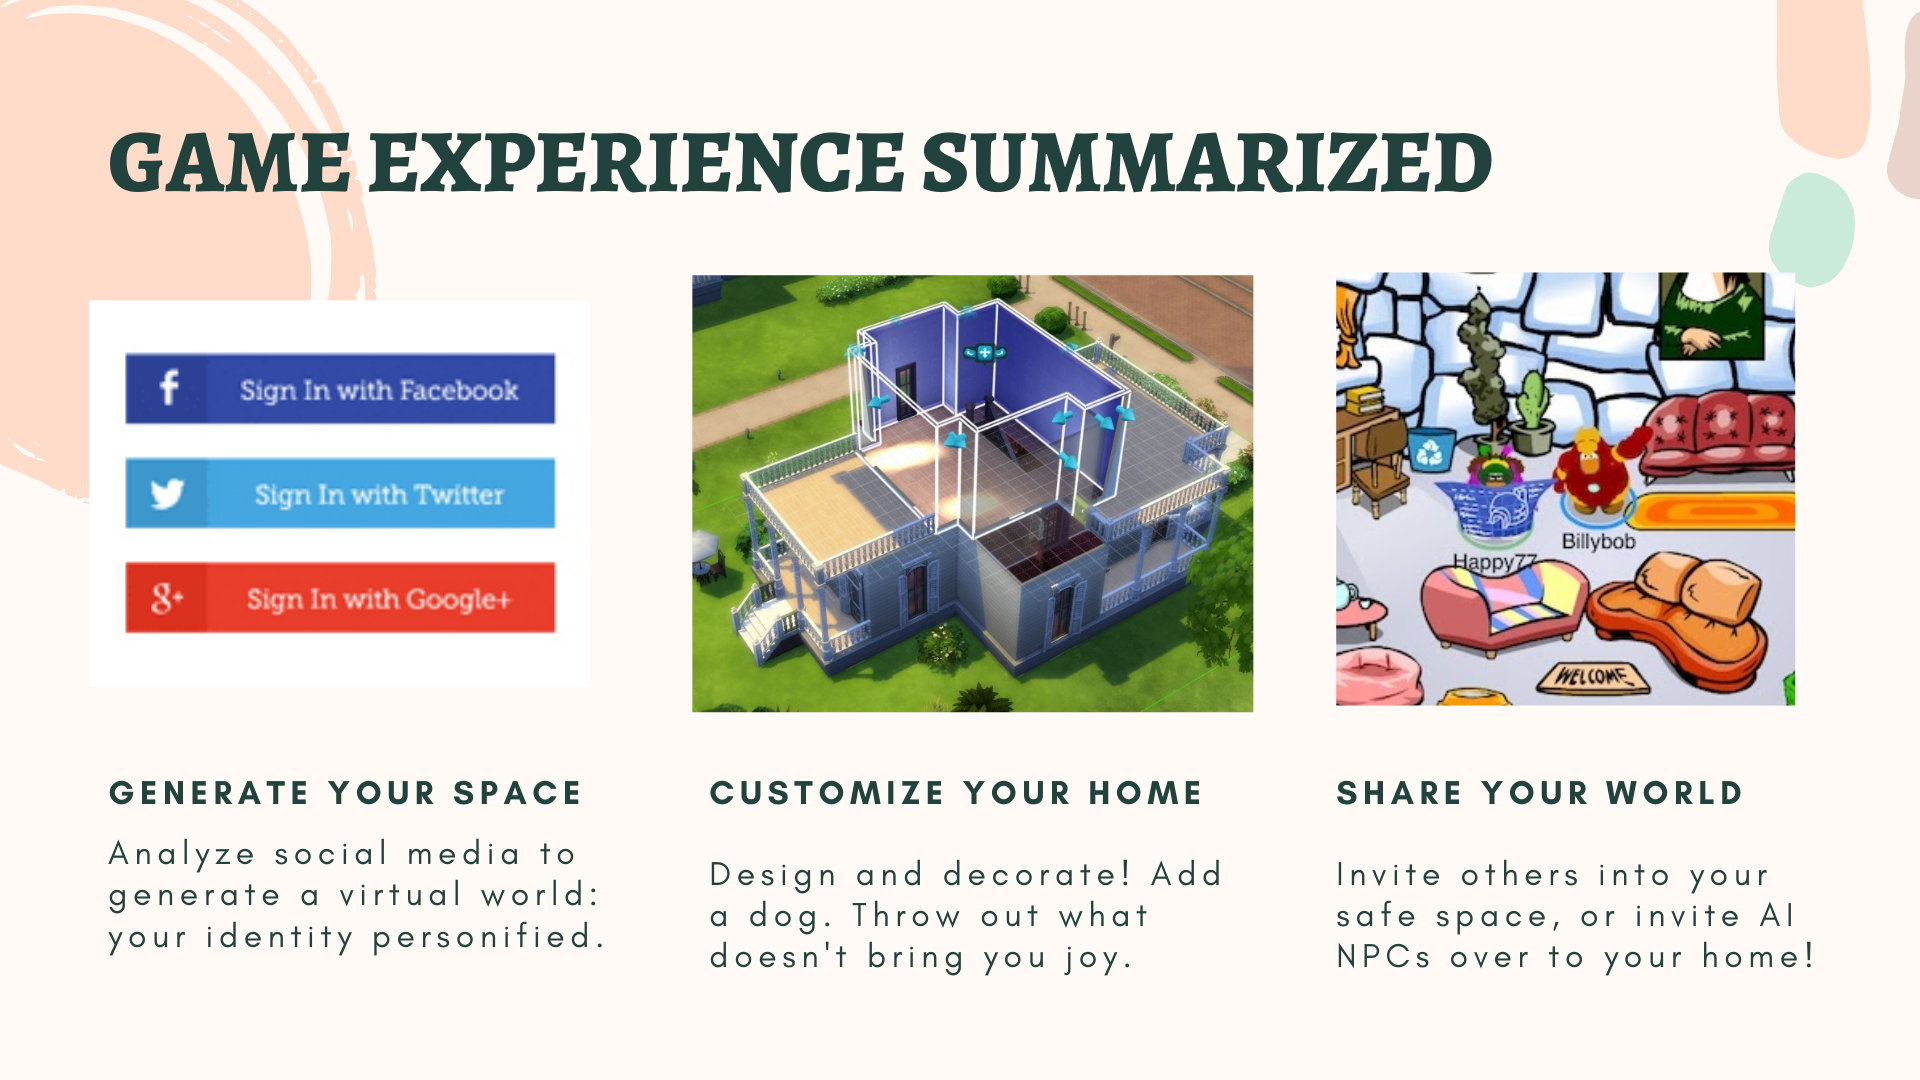 GAME EXPERIENCE SUMMARIZED
f Sign In with Facebook
Sign In with Twitter
g+ Sign In with Google+
Billybob
Happy77
WELCOME
GENERATE YOUR SPACE
Analyze social media to
generate a virtual world:
your identity personified.
CUSTOMIZE YOUR HOME
Design and decorate! Add
a dog. Throw out what
doesn't bring you joy.
SHARE YOUR WORLD
Invite others into your
safe space, or invite AI
NPCs over to your home!